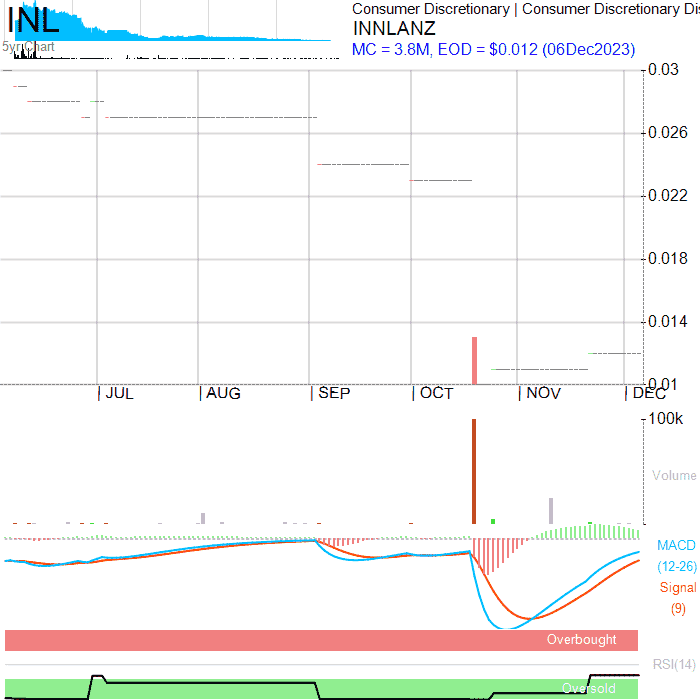 INL
Consumer Discretionary | Consumer Discretionary Dis
INNLANZ
5yr Chart
MC = 3.8M, EOD = $0.012 (06Dec2023)
0.03
0.026
0.022
0.018
0.014
0.01
| JUL | AUG | SEP | OCT | NOV | DEC
100k
Volume
MACD
(12-26)
Signal
(9)
Overbought
RSI(14)
Oversold